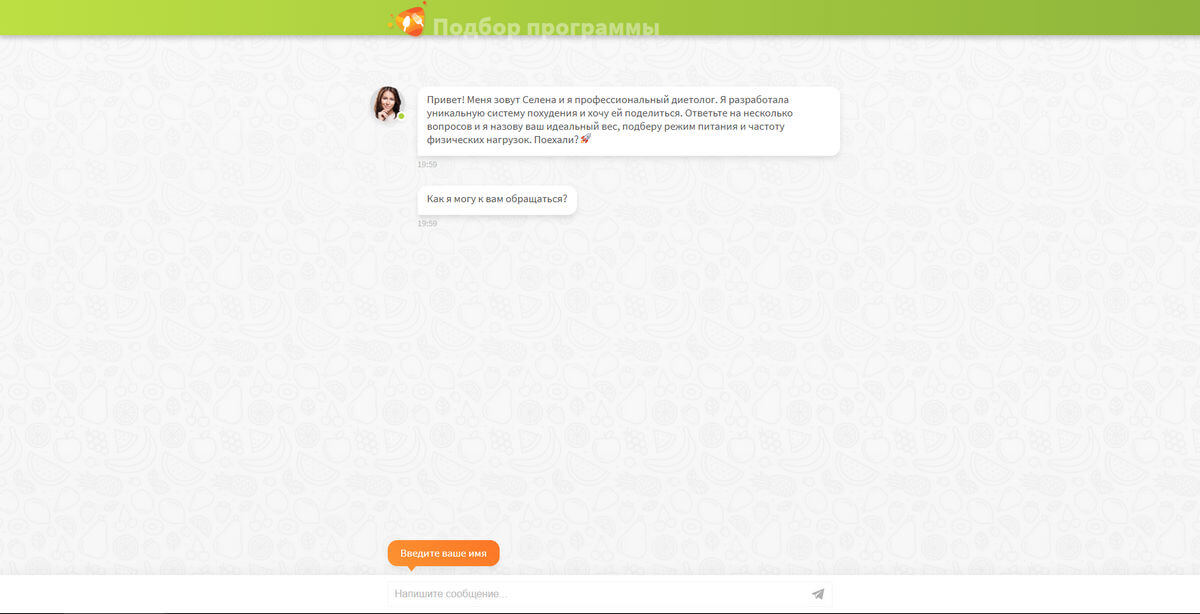 Подбор программы
Привет! Меня зовут Селена и я профессиональный диетолог. Я разработала
уникальную систему похудения и хочу ей поделиться. Ответьте на несколько
вопросов и я назову ваш идеальный вес, подберу режим питания и частоту
физических нагрузок. Поехали?🚀
19:59
Как я могу к вам обращаться?
19:59
Введите ваше имя
Напишите сообщение...